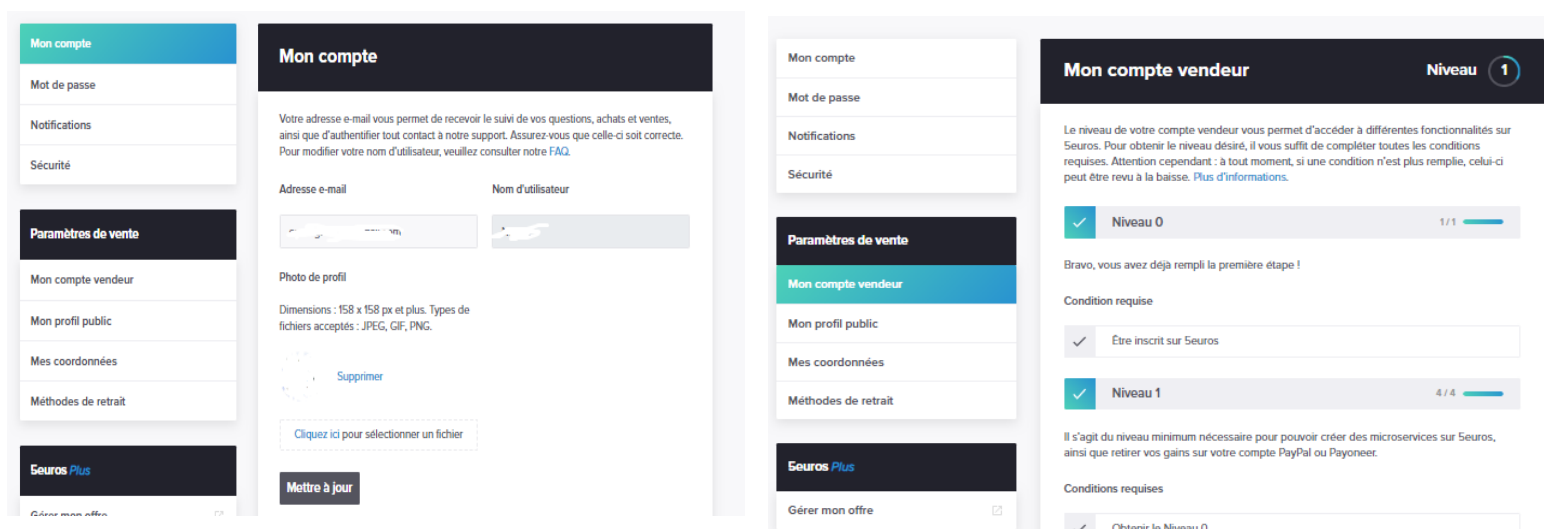 Mon compte
Mot de passe
Notifications
Sécurité
Paramètres de vente
Mon compte vendeur
Mon profil public
Mes coordonnées
Méthodes de retrait
5euros Plus
Gérer mon offre
Mon compte
Votre adresse e-mail vous permet de recevoir le suivi de vos questions, achats et ventes,
ainsi que d'authentifier tout contact à notre support. Assurez-vous que celle-ci soit correcte.
Pour modifier votre nom d'utilisateur, veuillez consulter notre FAQ.
Adresse e-mail
Nom d'utilisateur
Photo de profil
Dimensions : 158 x 158 px et plus. Types de
fichiers acceptés : JPEG, GIF, PNG.
Supprimer
Cliquez ici pour sélectionner un fichier
Mettre à jour
Mon compte
Mot de passe
Notifications
Sécurité
Paramètres de vente
Mon compte vendeur
Mon profil public
Mes coordonnées
Méthodes de retrait
5euros Plus
Gérer mon offre
Mon compte vendeur
Niveau 1
Le niveau de votre compte vendeur vous permet d'accéder à différentes fonctionnalités sur
5euros. Pour obtenir le niveau désiré, il vous suffit de compléter toutes les conditions
requises. Attention cependant : à tout moment, si une condition n'est plus remplie, celui-ci
peut être revu à la baisse. Plus d'informations.
Niveau 0
1/1
Bravo, vous avez déjà rempli la première étape !
Condition requise
Être inscrit sur 5euros
Niveau 1
4/4
Il s'agit du niveau minimum nécessaire pour pouvoir créer des microservices sur 5euros,
ainsi que retirer vos gains sur votre compte PayPal ou Payoneer.
Conditions requises
Obtenir le Niveau 0